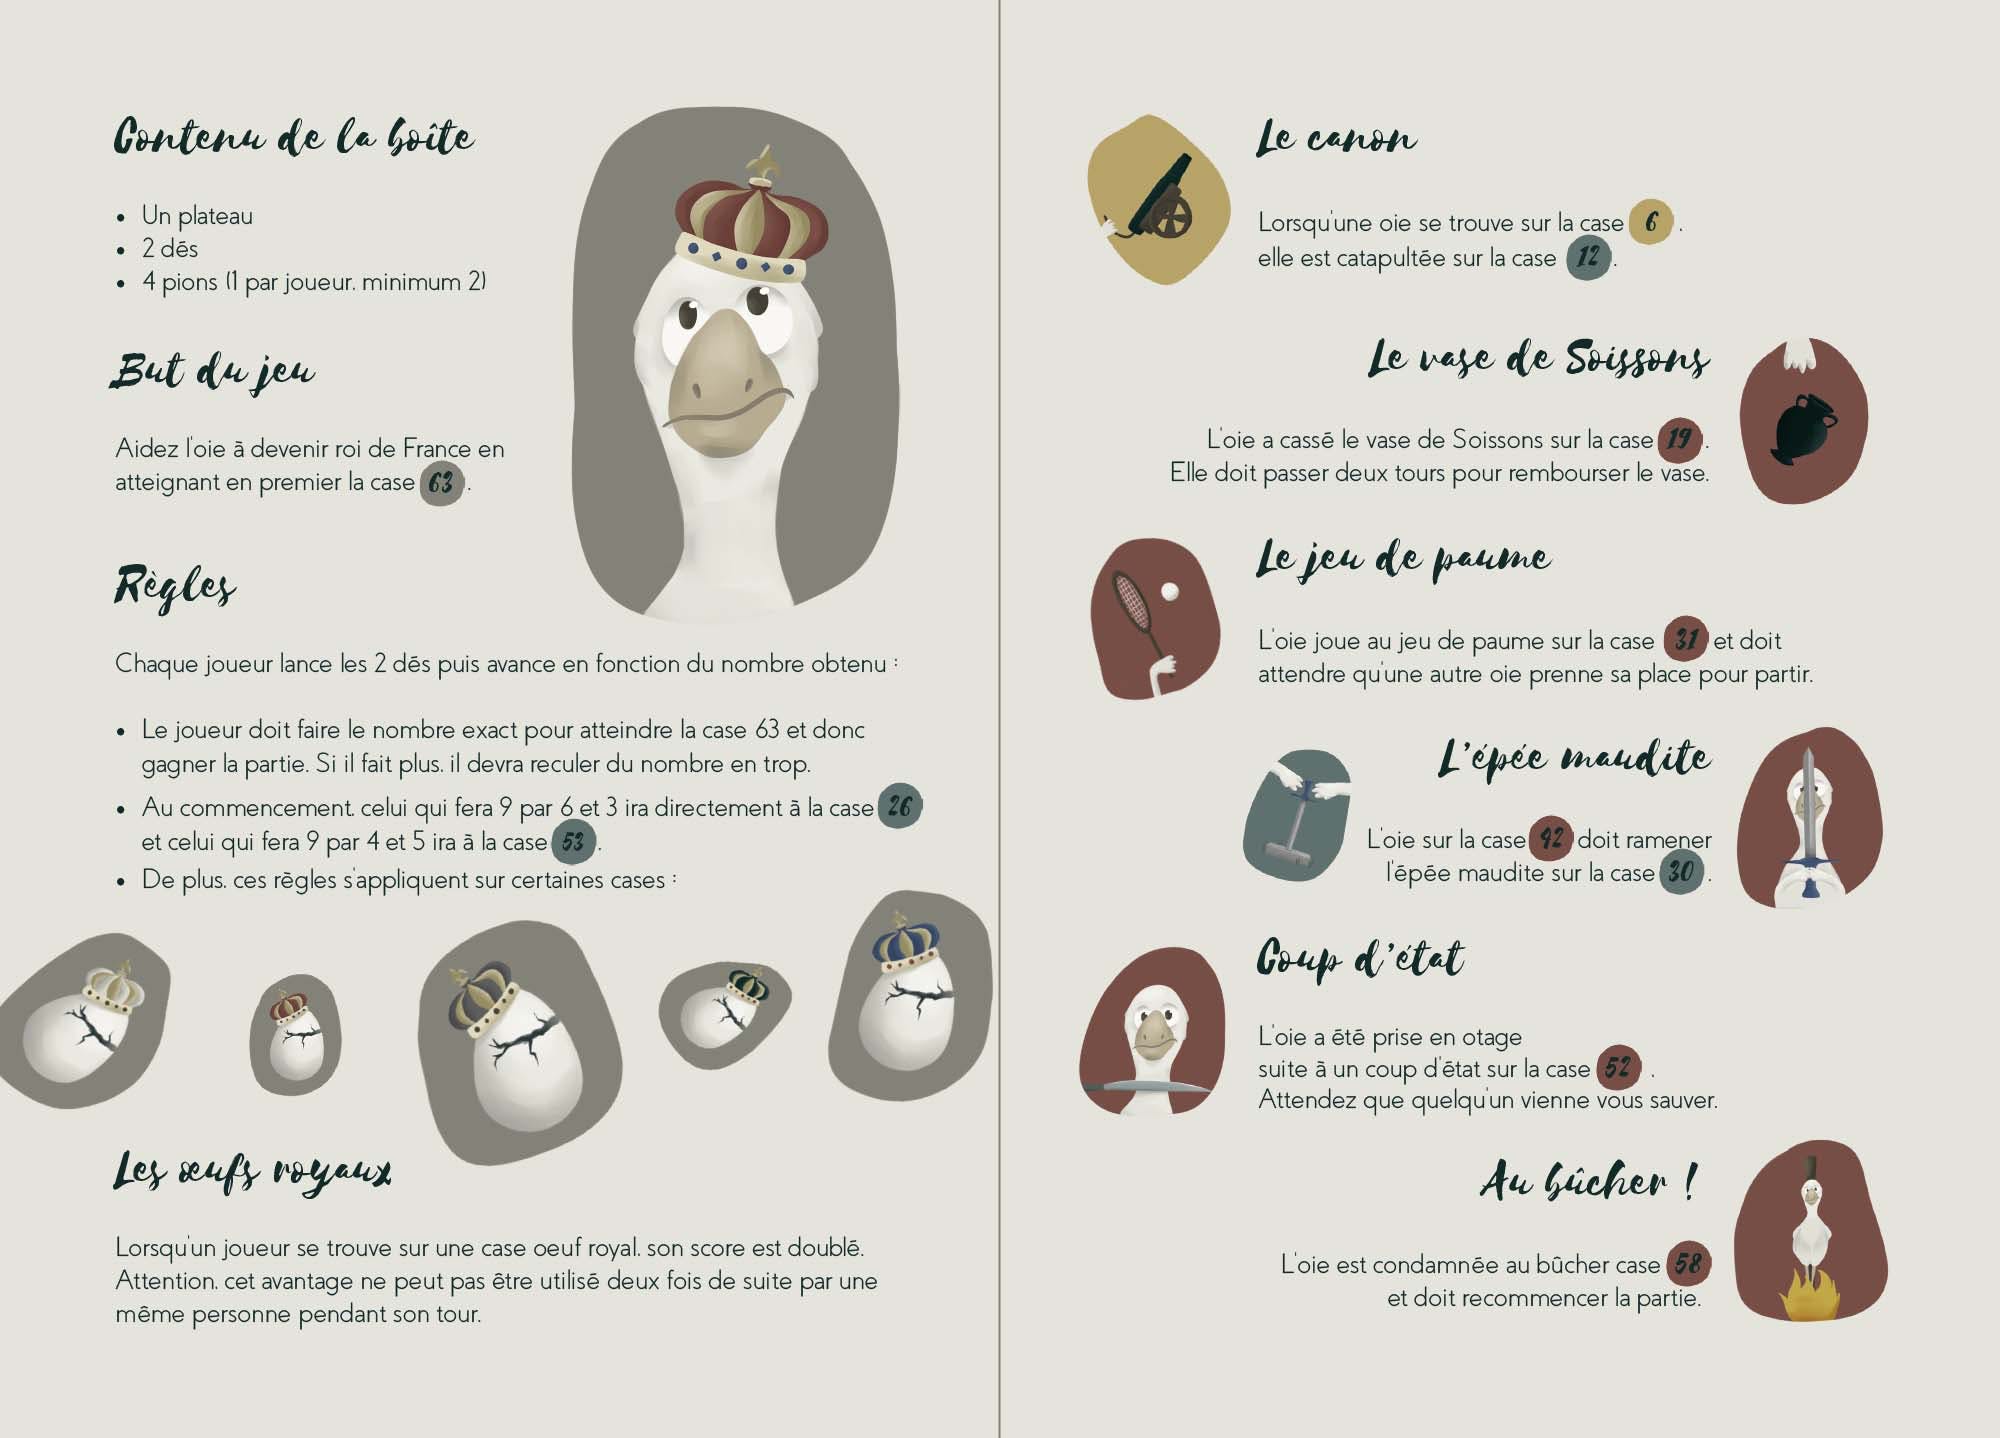 Contenu de la boîte
• Un plateau
• 2 dés
• 4 pions (1 par joueur, minimum 2)
But du jeu
Aidez l'oie à devenir roi de France en
atteignant en premier la case 63.
Règles
Chaque joueur lance les 2 dés puis avance en fonction du nombre obtenu :
• Le joueur doit faire le nombre exact pour atteindre la case 63 et donc
gagner la partie. Si il fait plus, il devra reculer du nombre en trop.
• Au commencement, celui qui fera 9 par 6 et 3 ira directement à la case 26
et celui qui fera 9 par 4 et 5 ira à la case 53.
• De plus, ces règles s'appliquent sur certaines cases :
Les œufs royaux
Lorsqu'un joueur se trouve sur une case oeuf royal, son score est doublé.
Attention, cet avantage ne peut pas être utilisé deux fois de suite par une
même personne pendant son tour.
Le canon
Lorsqu'une oie se trouve sur la case 6 ,
elle est catapultée sur la case 12.
Le vase de Soissons
L'oie a cassé le vase de Soissons sur la case 19.
Elle doit passer deux tours pour rembourser le vase.
Le jeu de paume
L'oie joue au jeu de paume sur la case 31 et doit
attendre qu'une autre oie prenne sa place pour partir.
L'épée maudite
L'oie sur la case 42 doit ramener
l'épée maudite sur la case 30 .
Coup d'état
L'oie a été prise en otage
suite à un coup d'état sur la case 52 .
Attendez que quelqu'un vienne vous sauver.
Au bûcher !
L'oie est condamnée au bûcher case 58
et doit recommencer la partie.